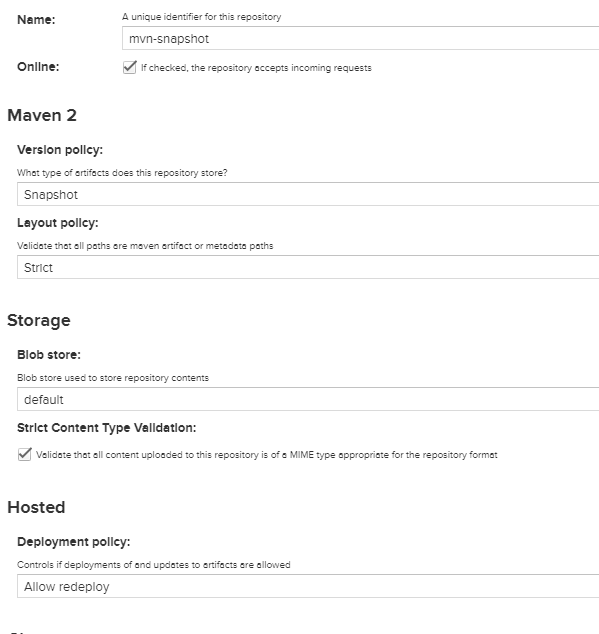 Name:
A unique identifier for this repository
mvn-snapshot
Online:
If checked, the repository accepts incoming requests
Maven 2
Version policy:
What type of artifacts does this repository store?
Snapshot
Layout policy:
Validate that all paths are maven artifact or metadata paths
Strict
Storage
Blob store:
Blob store used to store repository contents
default
Strict Content Type Validation:
Validate that all content uploaded to this repository is of a MIME type appropriate for the repository format
Hosted
Deployment policy:
Controls if deployments of and updates to artifacts are allowed
Allow redeploy